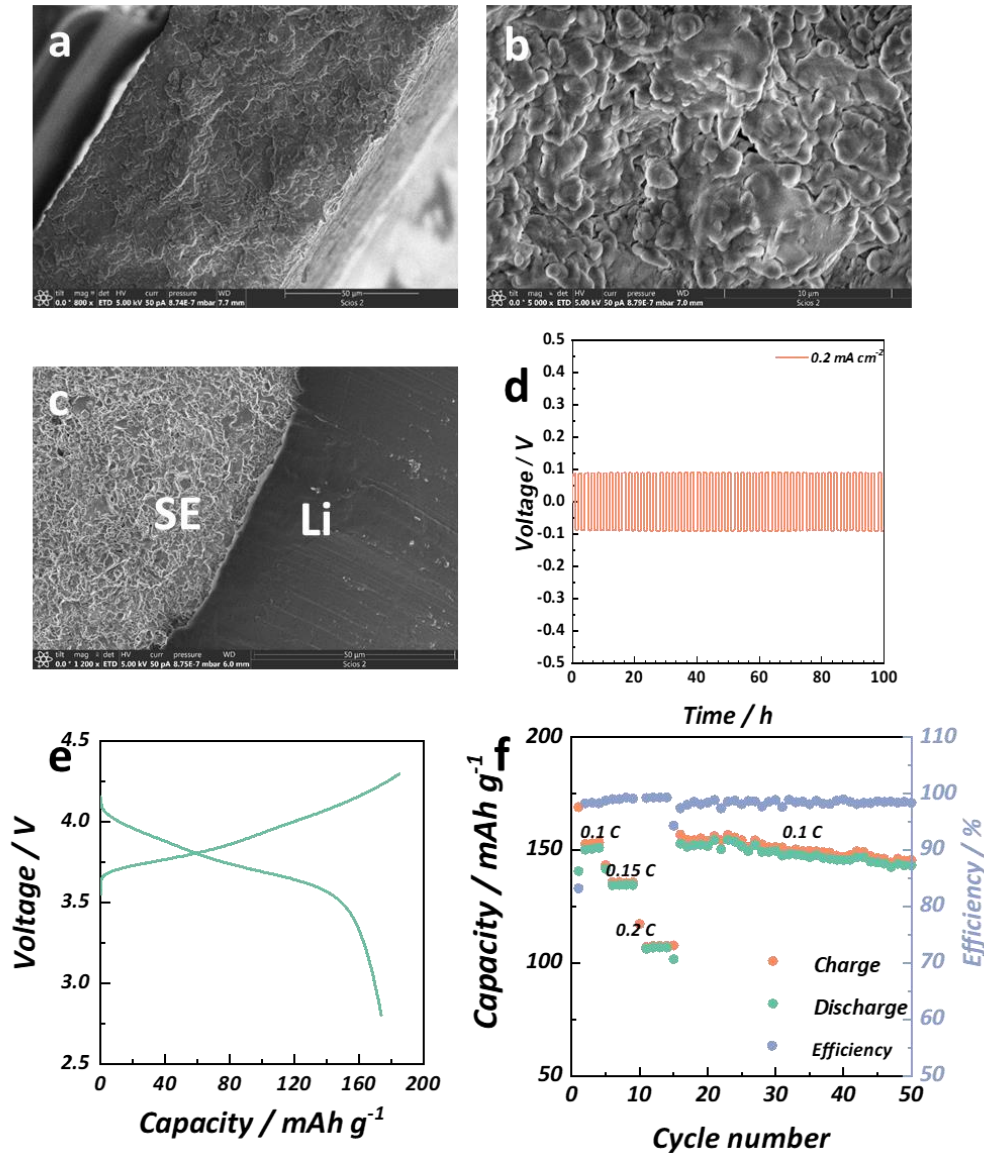 a
tilt mag det HV curr pressure WD
0.0 ° 800 x ETD 5.00 kV 50 pA 8.74E-7 mbar 7.7 mm
50 µm
Scios 2
b
tilt mag det HV curr pressure WD
0.0 ° 5 000 x ETD 5.00 kV 50 pA 8.79E-7 mbar 7.0 mm
10 µm
Scios 2
c
SE
Li
tilt mag det HV curr pressure WD
0.0 ° 1 200 x ETD 5.00 kV 50 pA 8.75E-7 mbar 6.0 mm
50 µm
Scios 2
d
0.2 mA cm⁻²
Voltage / V
0.5
0.4
0.3
0.2
0.1
0.0
-0.1
-0.2
-0.3
-0.4
-0.5
0 20 40 60 80 100
Time / h
e
Voltage / V
4.5
4.0
3.5
3.0
2.5
0 40 80 120 160 200
Capacity / mAh g⁻¹
f
Capacity / mAh g⁻¹
200
150
100
50
0.1 C
0.15 C
0.2 C
0.1 C
Charge
Discharge
Efficiency
110
100
90
80
70
60
50
Efficiency / %
0 10 20 30 40 50
Cycle number